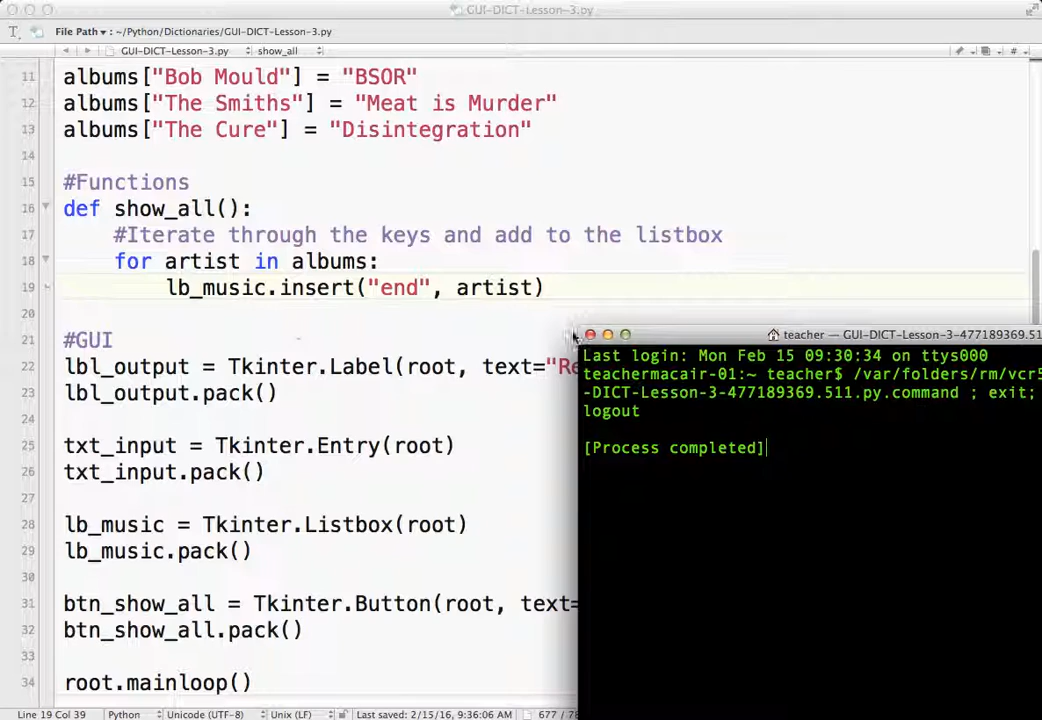 GUI-DICT-Lesson-3.py
File Path ▾ : ~/Python/Dictionaries/GUI-DICT-Lesson-3.py
GUI-DICT-Lesson-3.py show_all
11 albums["Bob Mould"] = "BSOR"
12 albums["The Smiths"] = "Meat is Murder"
13 albums["The Cure"] = "Disintegration"
14
15 #Functions
16 def show_all():
17 #Iterate through the keys and add to the listbox
18 for artist in albums:
19 lb_music.insert("end", artist)
20
21 #GUI
22 lbl_output = Tkinter.Label(root, text="Re
23 lbl_output.pack()
24
25 txt_input = Tkinter.Entry(root)
26 txt_input.pack()
27
28 lb_music = Tkinter.Listbox(root)
29 lb_music.pack()
30
31 btn_show_all = Tkinter.Button(root, text=
32 btn_show_all.pack()
33
34 root.mainloop()
teacher — GUI-DICT-Lesson-3-477189369.51
Last login: Mon Feb 15 09:30:34 on ttys000
teachermacair-01:~ teacher$ /var/folders/rm/vcr5
-DICT-Lesson-3-477189369.511.py.command ; exit;
logout
[Process completed]
Line 19 Col 39 Python Unicode (UTF-8) Unix (LF) Last saved: 2/15/16, 9:36:06 AM 677 / 78